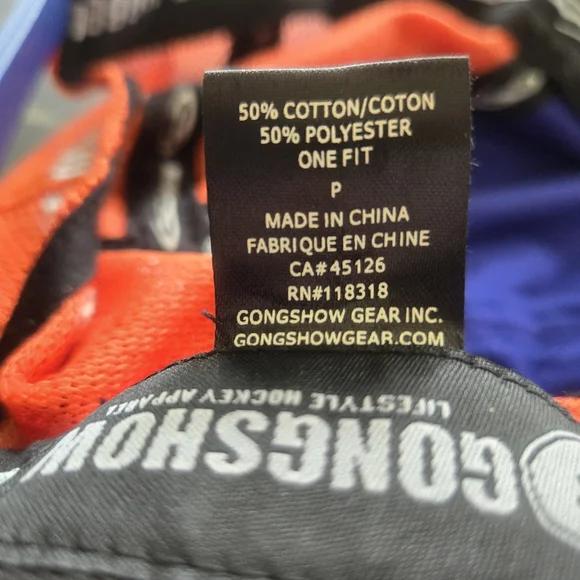 50% COTTON/COTON
50% POLYESTER
ONE FIT
P
MADE IN CHINA
FABRIQUE EN CHINE
CA#45126
RN#118318
GONGSHOW GEAR INC.
GONGSHOWGEAR.COM
GONGSHOW
LIFESTYLE HOCKEY APPAREL